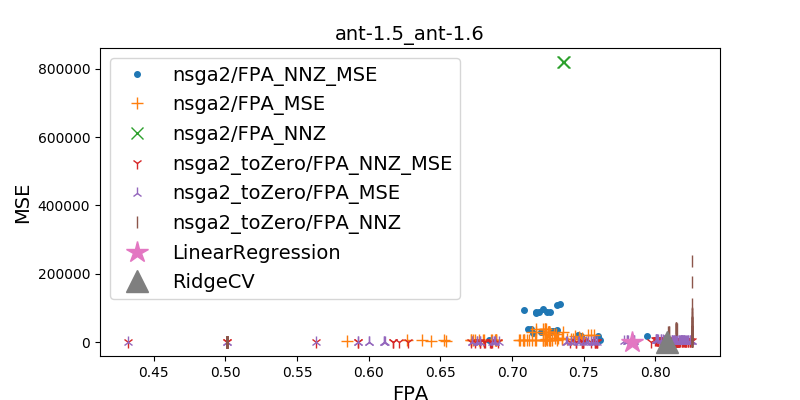 ant-1.5_ant-1.6
MSE
800000
600000
400000
200000
0
nsga2/FPA_NNZ_MSE
nsga2/FPA_MSE
nsga2/FPA_NNZ
nsga2_toZero/FPA_NNZ_MSE
nsga2_toZero/FPA_MSE
nsga2_toZero/FPA_NNZ
LinearRegression
RidgeCV
0.45 0.50 0.55 0.60 0.65 0.70 0.75 0.80
FPA